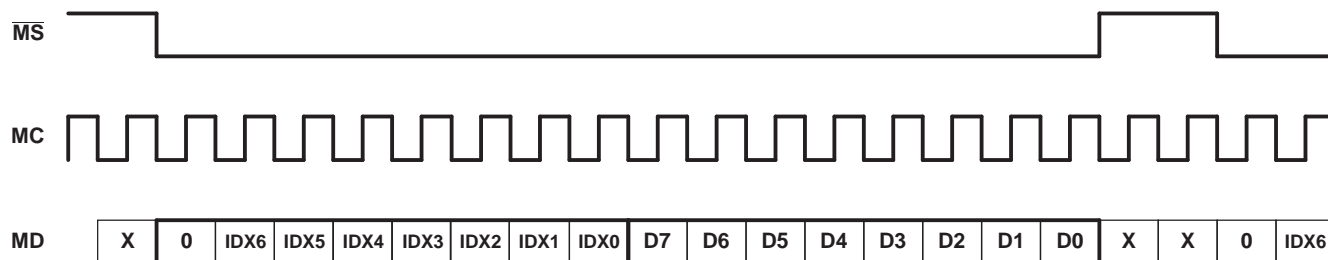 MS
MC
MD X 0 IDX6 IDX5 IDX4 IDX3 IDX2 IDX1 IDX0 D7 D6 D5 D4 D3 D2 D1 D0 X X 0 IDX6